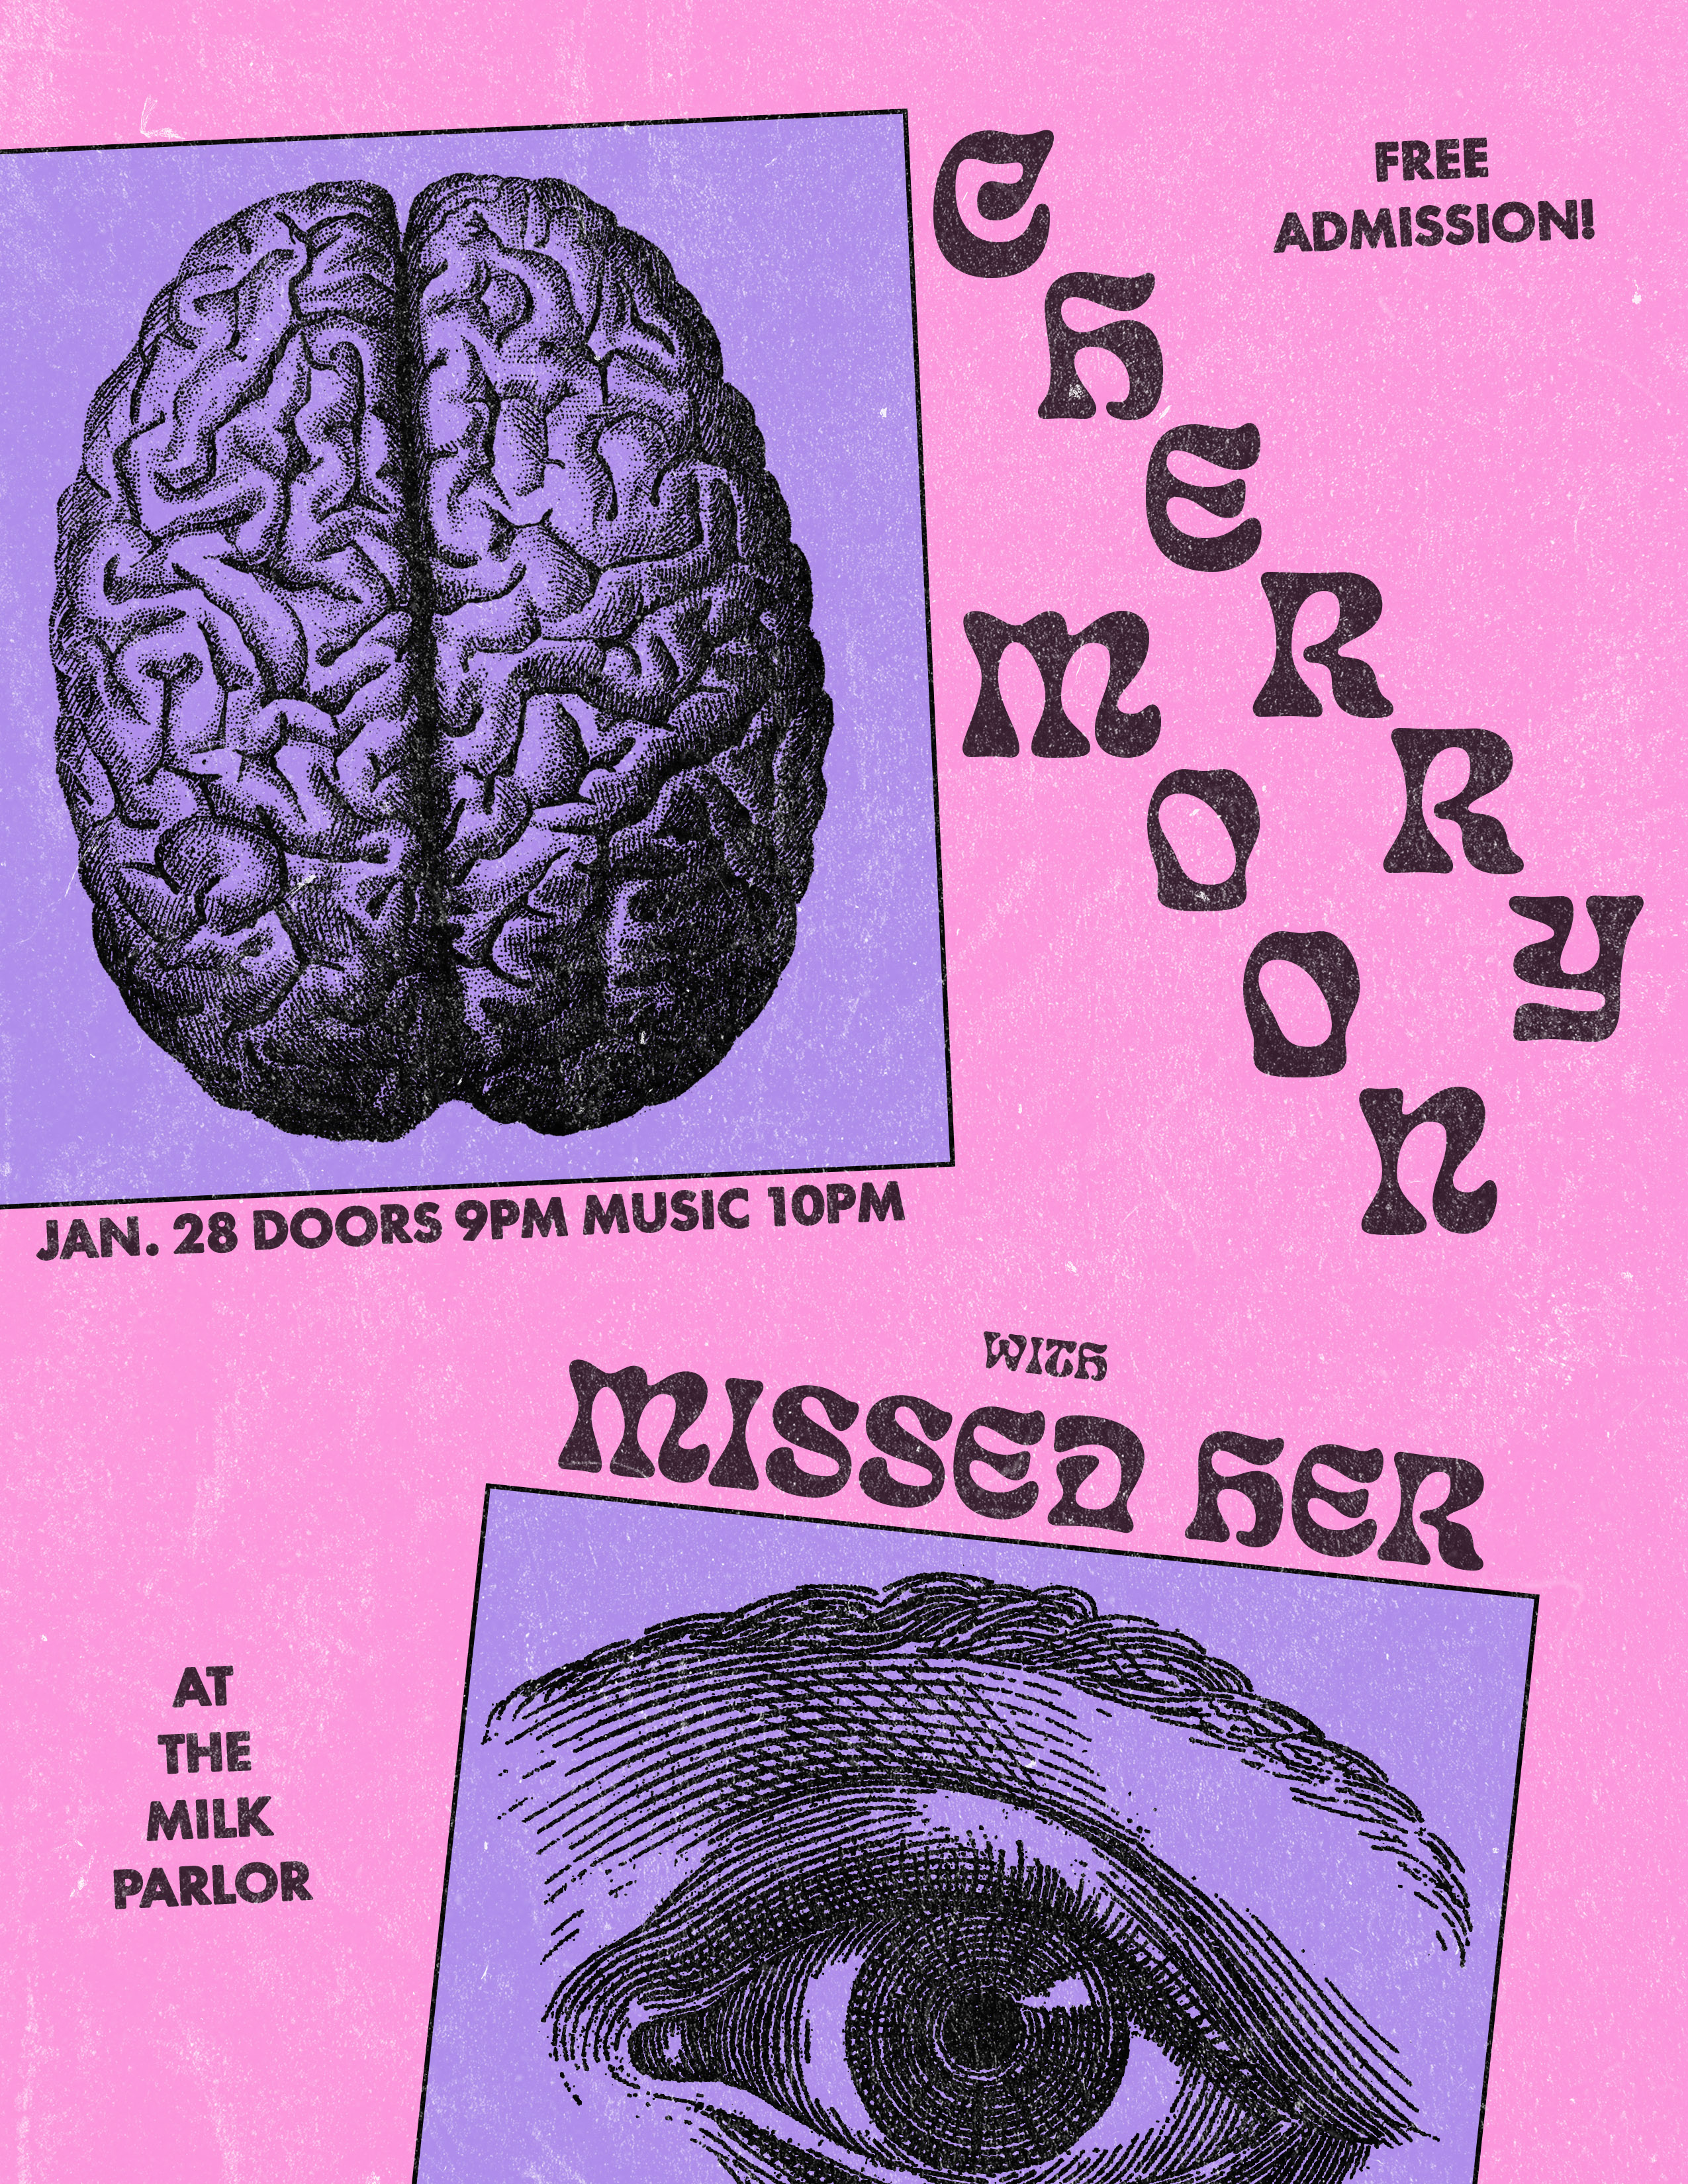 CHERRY
MOON
FREE
ADMISSION!
JAN. 28 DOORS 9PM MUSIC 10PM
WITH
MISSED HER
AT
THE
MILK
PARLOR